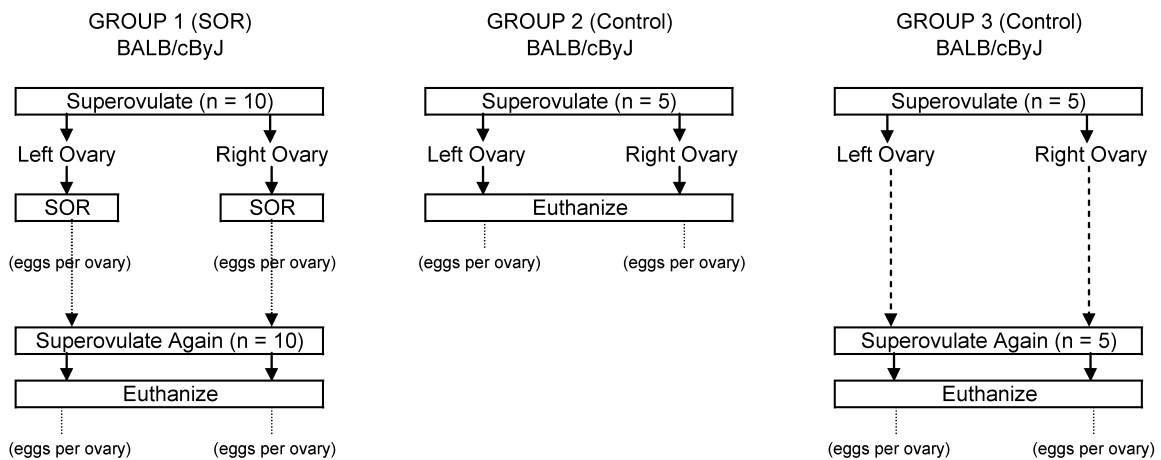 GROUP 1 (SOR)
BALB/cByJ
Superovulate (n = 10)
Left Ovary
Right Ovary
SOR
SOR
(eggs per ovary)
(eggs per ovary)
Superovulate Again (n = 10)
Euthanize
(eggs per ovary)
(eggs per ovary)
GROUP 2 (Control)
BALB/cByJ
Superovulate (n = 5)
Left Ovary
Right Ovary
Euthanize
(eggs per ovary)
(eggs per ovary)
GROUP 3 (Control)
BALB/cByJ
Superovulate (n = 5)
Left Ovary
Right Ovary
Superovulate Again (n = 5)
Euthanize
(eggs per ovary)
(eggs per ovary)